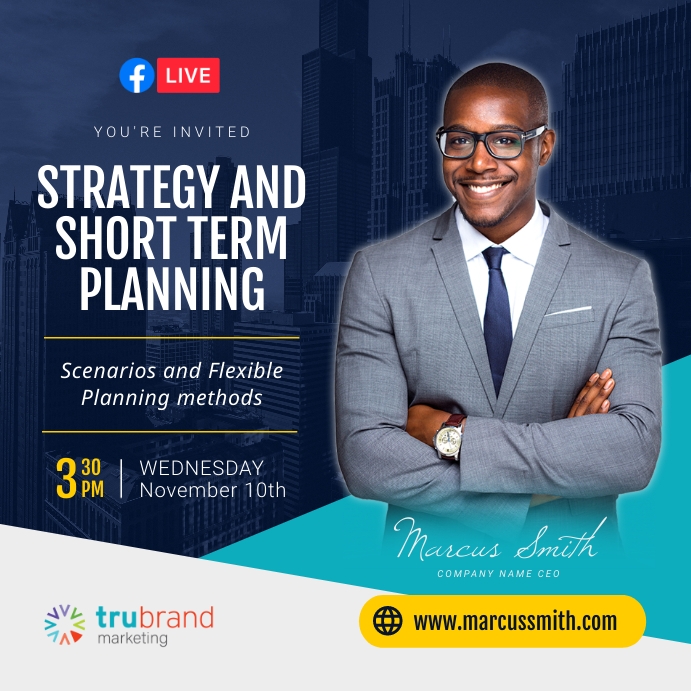 f LIVE
YOU'RE INVITED
STRATEGY AND
SHORT TERM
PLANNING
Scenarios and Flexible
Planning methods
3 30 PM
WEDNESDAY
November 10th
Marcus Smith
COMPANY NAME CEO
trubrand
marketing
www.marcussmith.com